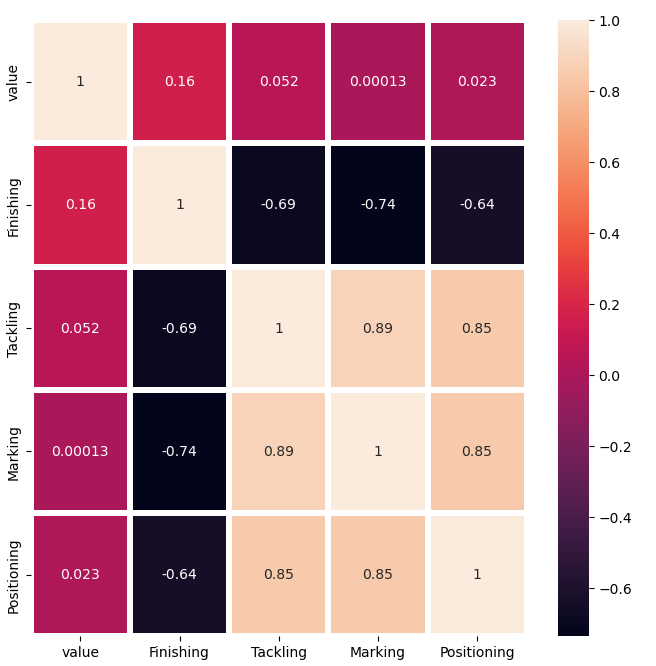 value 1 0.16 0.052 0.00013 0.023
Finishing 0.16 1 -0.69 -0.74 -0.64
Tackling 0.052 -0.69 1 0.89 0.85
Marking 0.00013 -0.74 0.89 1 0.85
Positioning 0.023 -0.64 0.85 0.85 1
value Finishing Tackling Marking Positioning
1.0
0.8
0.6
0.4
0.2
0.0
−0.2
−0.4
−0.6